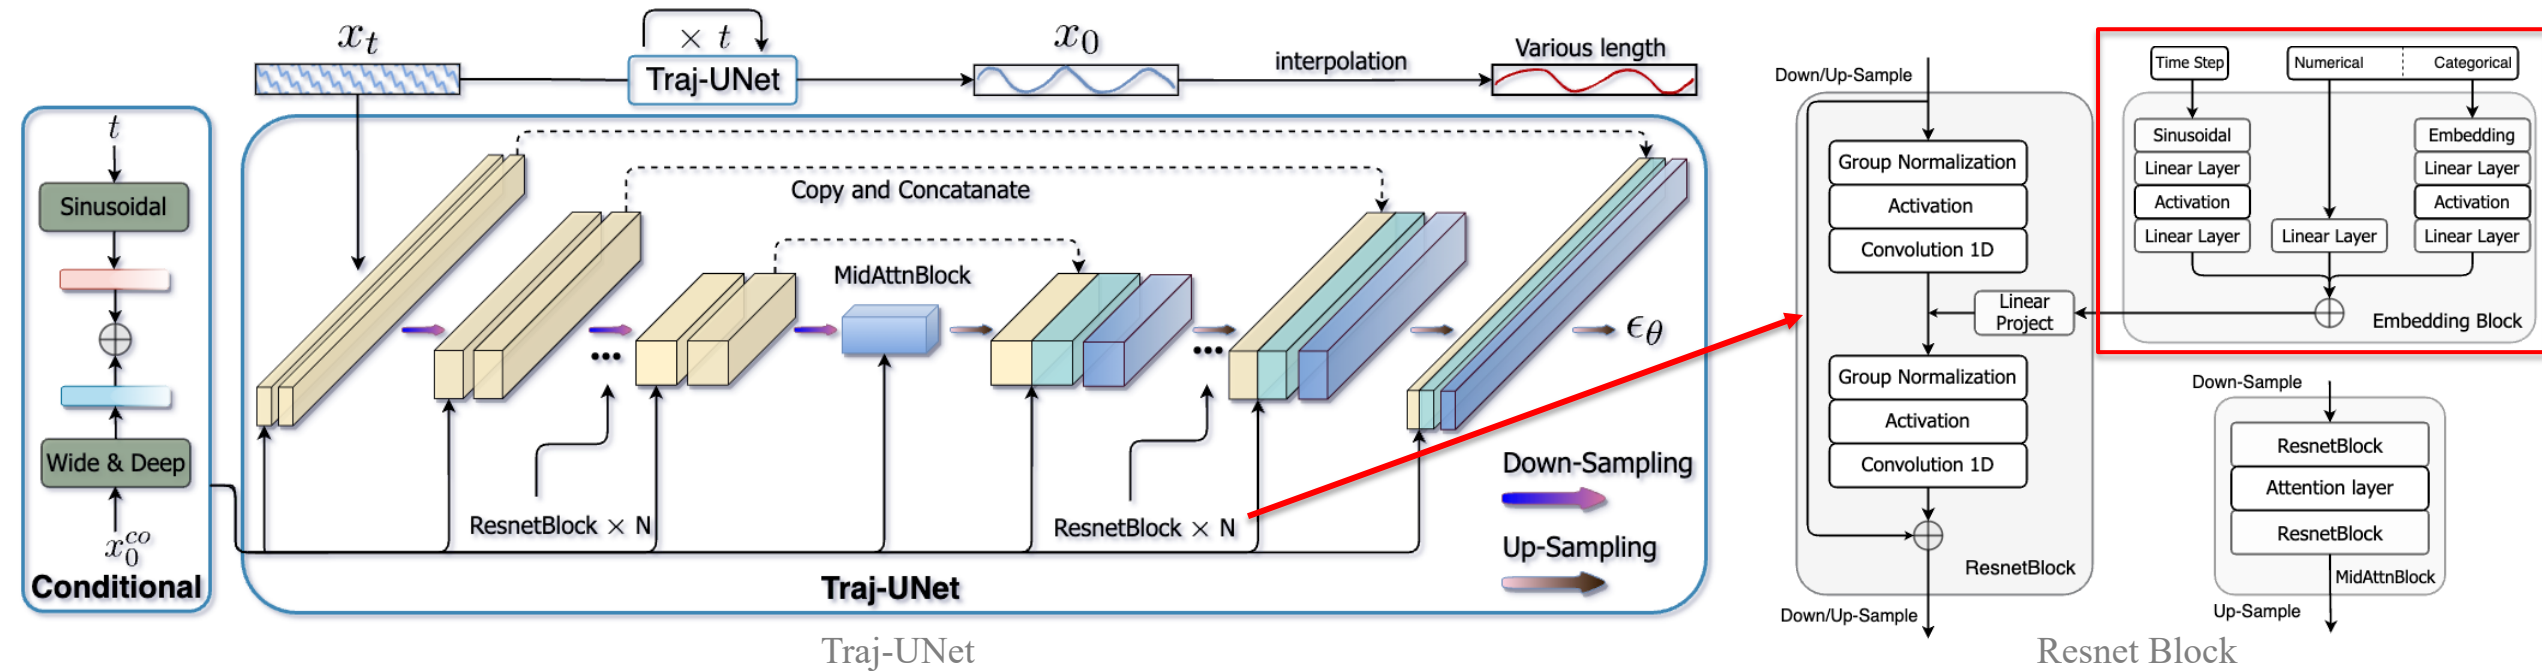 x_t
× t
Traj-UNet
x_0
interpolation
Various length
t
Sinusoidal
Wide & Deep
x_0^{co}
Conditional
Copy and Concatanate
MidAttnBlock
...
...
ϵ_θ
ResnetBlock × N
ResnetBlock × N
Down-Sampling
Up-Sampling
Traj-UNet
Traj-UNet
Down/Up-Sample
Group Normalization
Activation
Convolution 1D
Linear
Project
Group Normalization
Activation
Convolution 1D
ResnetBlock
Down/Up-Sample
Time Step
Numerical
Categorical
Sinusoidal
Linear Layer
Activation
Linear Layer
Linear Layer
Embedding
Linear Layer
Activation
Linear Layer
Embedding Block
Down-Sample
ResnetBlock
Attention layer
ResnetBlock
MidAttnBlock
Up-Sample
Resnet Block